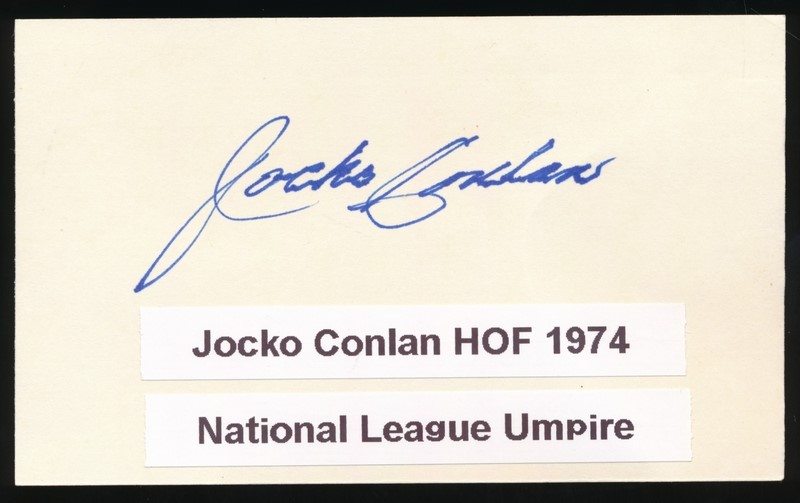 Jocko Conlan
Jocko Conlan HOF 1974
National League Umpire